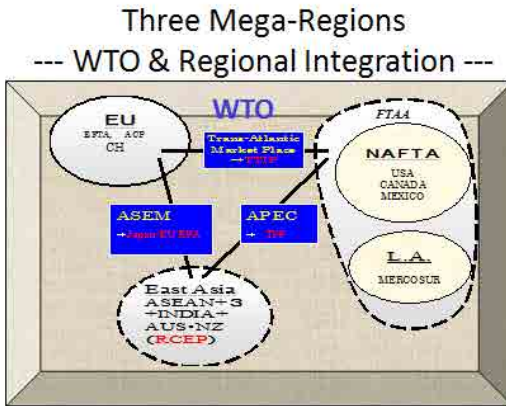 Three Mega-Regions
--- WTO & Regional Integration ---
WTO
EU
EFTA, ACP
CH
Trans-Atlantic
Market Place
→TTIP
FTAA
NAFTA
USA
CANADA
MEXICO
ASEM
→Japan-EU EPA
APEC
→ TPP
L.A.
MERCOSUR
East Asia
ASEAN+3
+INDIA+
AUS•NZ
(RCEP)